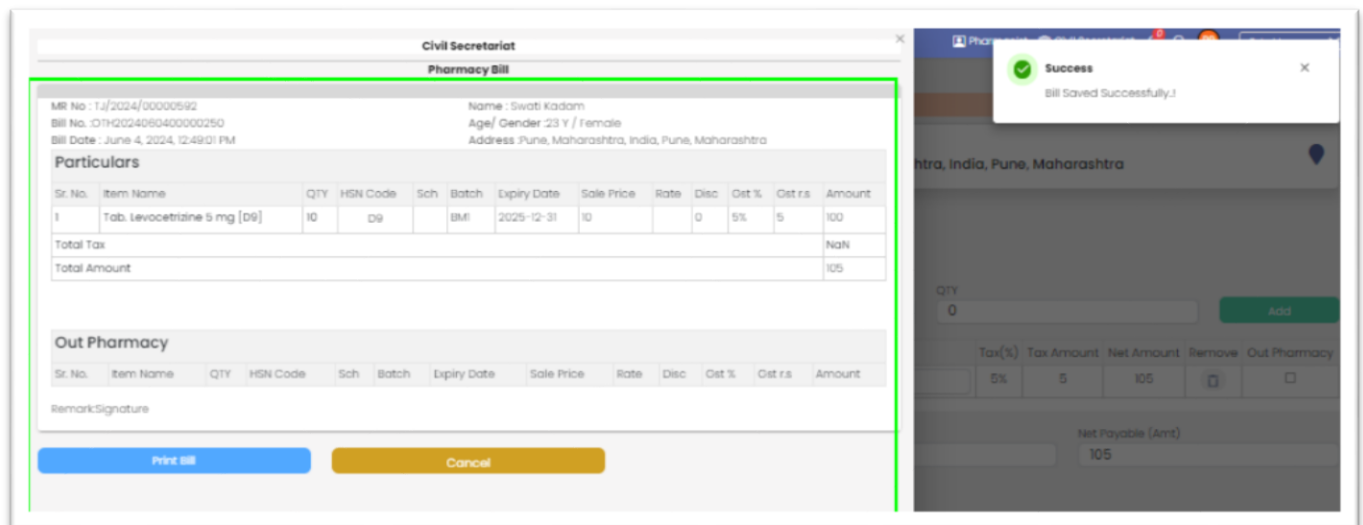 Civil Secretariat
Pharmacy Bill
MR No : TJ/2024/00000592
Name : Swati Kadam
Bill No. :OTH2024060400000250
Age/ Gender :23 Y / Female
Bill Date : June 4, 2024, 12:49:01 PM
Address :Pune, Maharashtra, India, Pune, Maharashtra
Particulars
Sr. No. Item Name QTY HSN Code Sch Batch Expiry Date Sale Price Rate Disc Gst % Gst r.s Amount
1 Tab. Levocetrizine 5 mg [D9] 10 D9 BM1 2025-12-31 10 0 5% 5 100
Total Tax NaN
Total Amount 105
Out Pharmacy
Sr. No. Item Name QTY HSN Code Sch Batch Expiry Date Sale Price Rate Disc Gst % Gst r.s Amount
Remark:Signature
Print Bill
Cancel
Success
Bill Saved Successfully..!
htra, India, Pune, Maharashtra
QTY
0
Add
Tax(%) Tax Amount Net Amount Remove Out Pharmacy
5% 5 105
Net Payable (Amt)
105